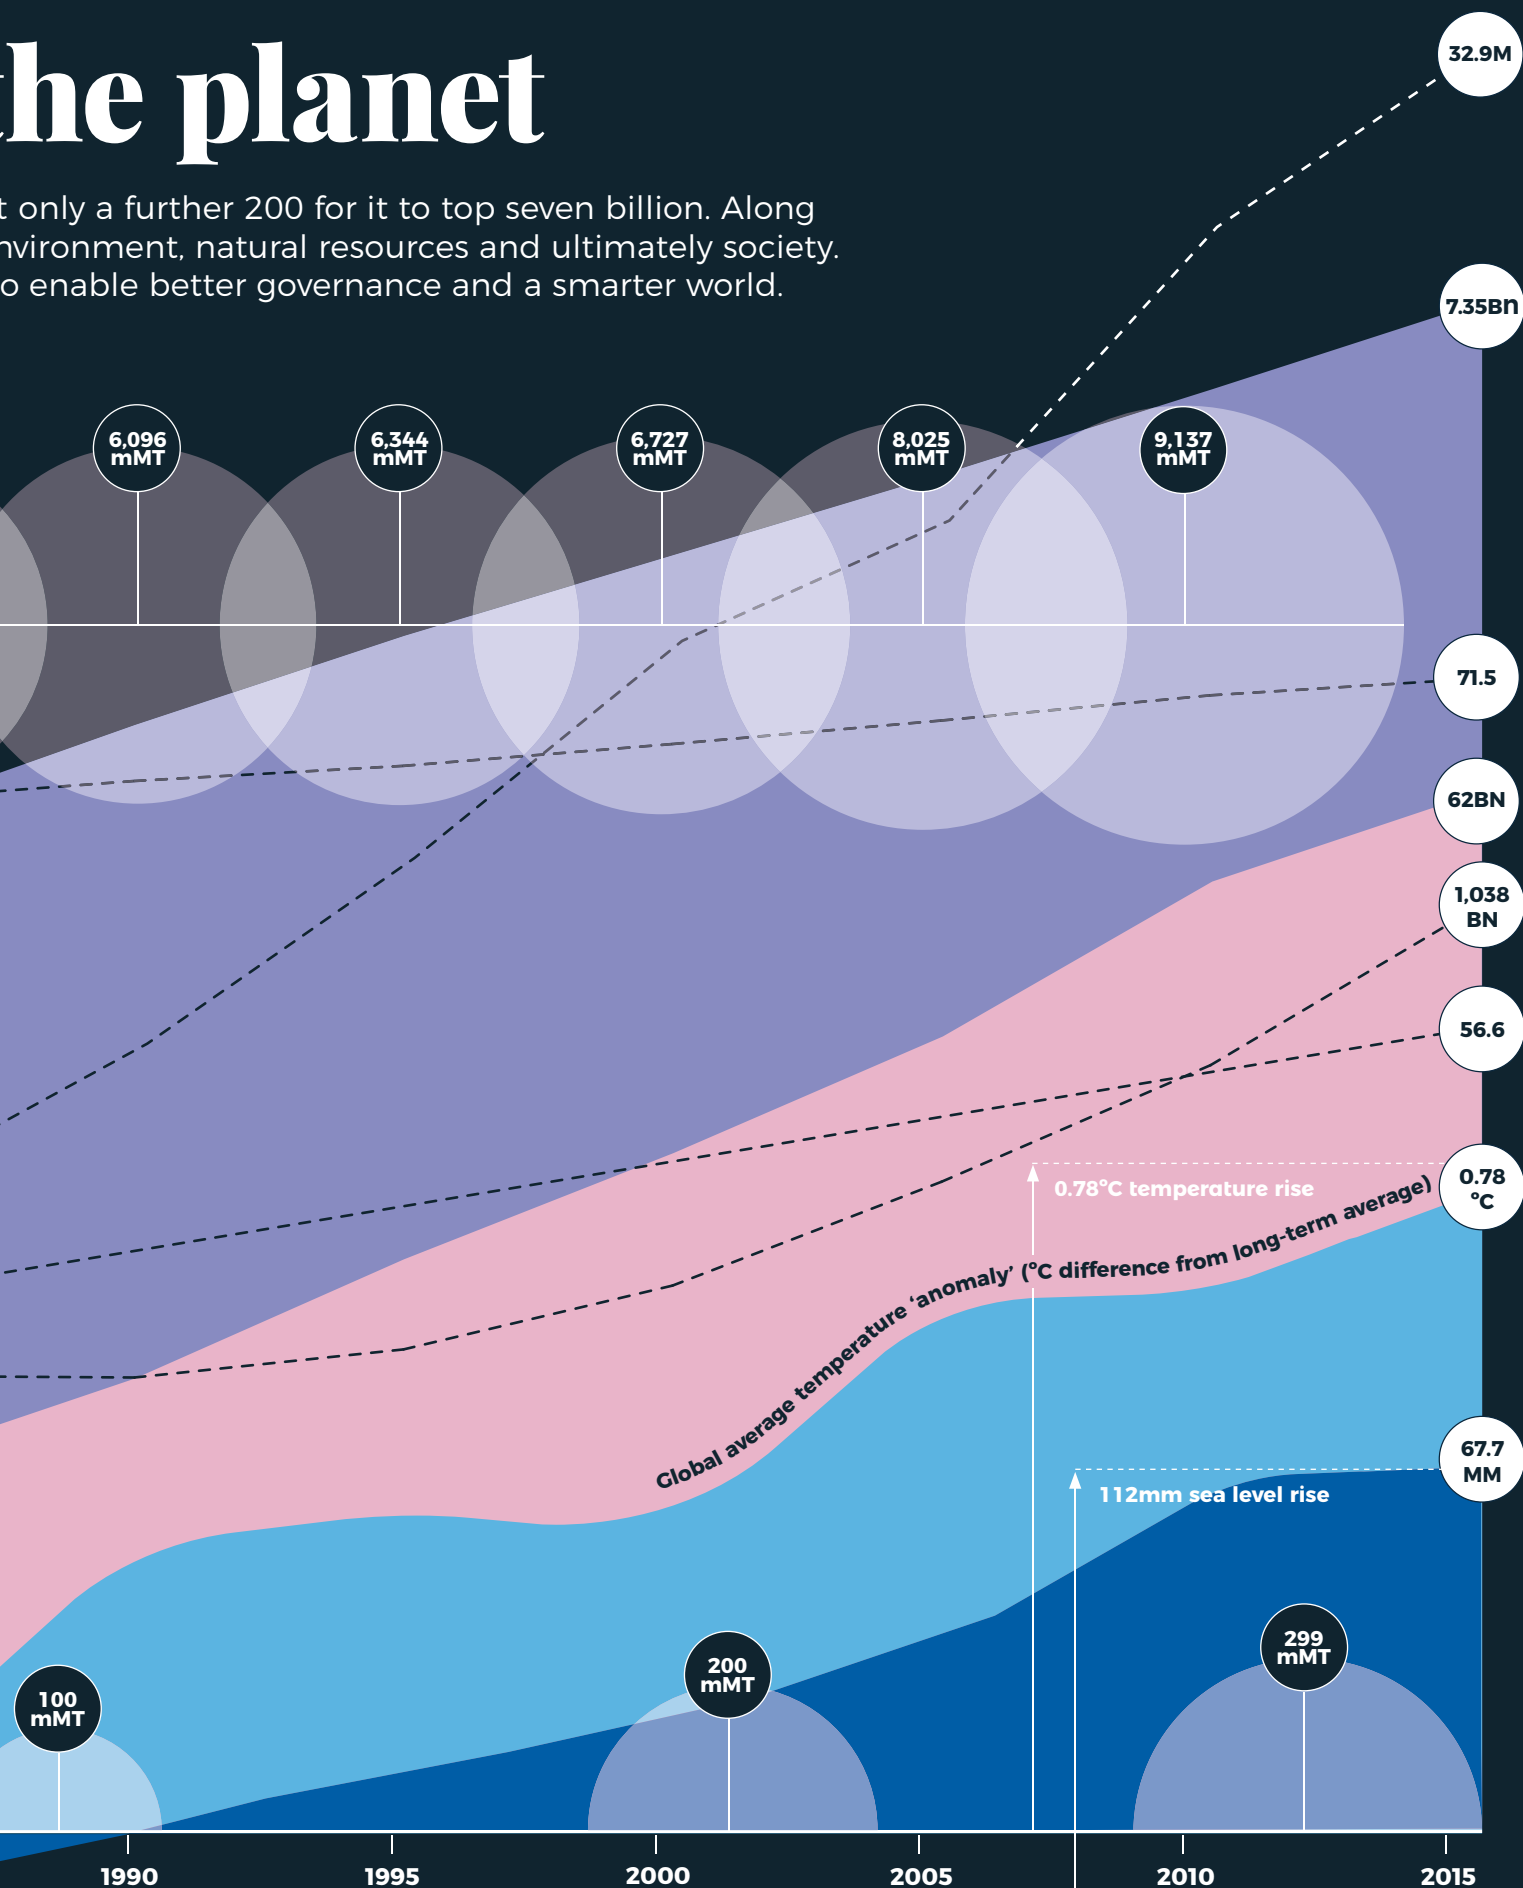 the planet
t only a further 200 for it to top seven billion. Along
nvironment, natural resources and ultimately society.
o enable better governance and a smarter world.
32.9M
7.35BN
6,096
mMT
6,344
mMT
6,727
mMT
8,025
mMT
9,137
mMT
71.5
62BN
1,038
BN
56.6
0.78
ºC
0.78ºC temperature rise
Global average temperature ‘anomaly’ (ºC difference from long-term average)
67.7
MM
112mm sea level rise
100
mMT
200
mMT
299
mMT
1990
1995
2000
2005
2010
2015